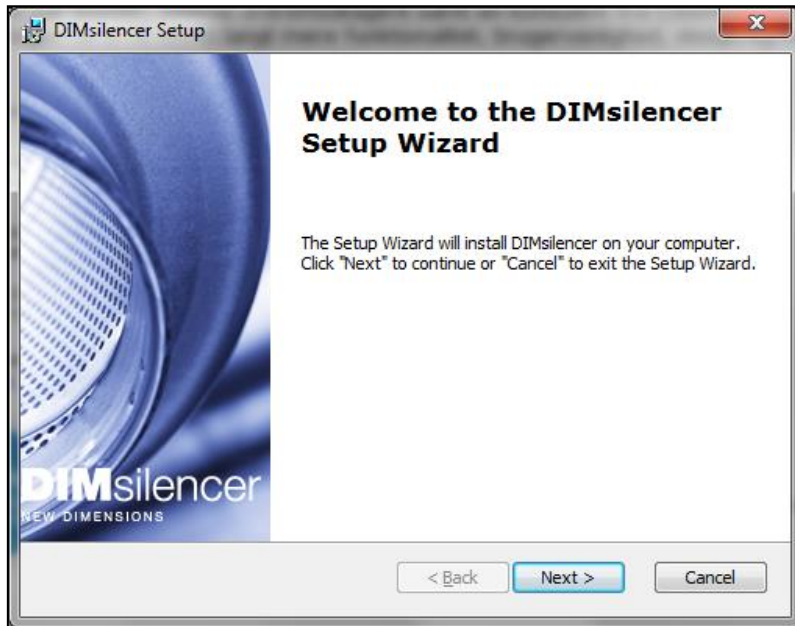 DIMsilencer Setup
Welcome to the DIMsilencer
Setup Wizard
The Setup Wizard will install DIMsilencer on your computer.
Click "Next" to continue or "Cancel" to exit the Setup Wizard.
DIMsilencer
NEW DIMENSIONS
< Back
Next >
Cancel